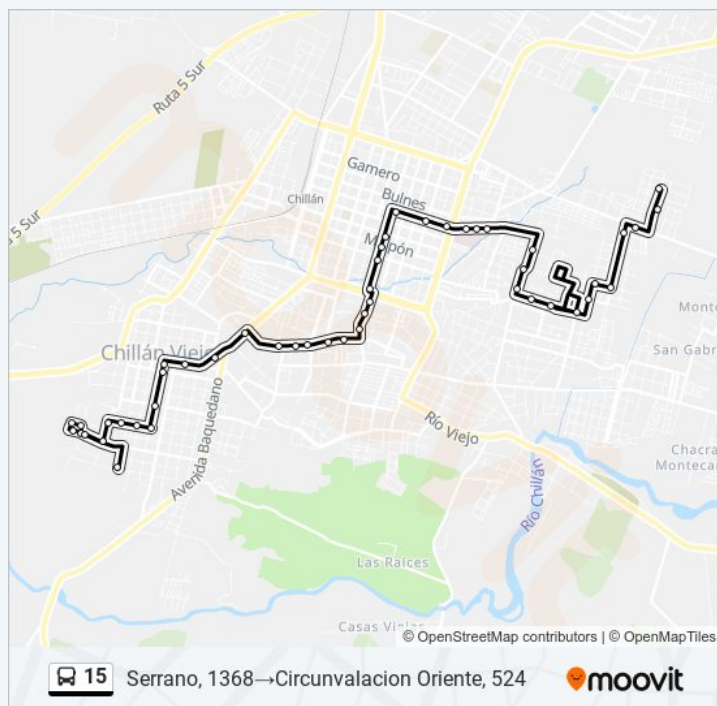 Ruta 5 Sur
Gamero
Chillán
Bulnes
5 Sur
Maipón
Monte
Chillán Viejo
San Gabr
Avenida Baquedano
Río Viejo
Chacra
Montecar
Río Chillán
Las Raíces
Casas Viejas
© OpenStreetMap contributors | © OpenMapTiles
15 Serrano, 1368→Circunvalacion Oriente, 524 moovit